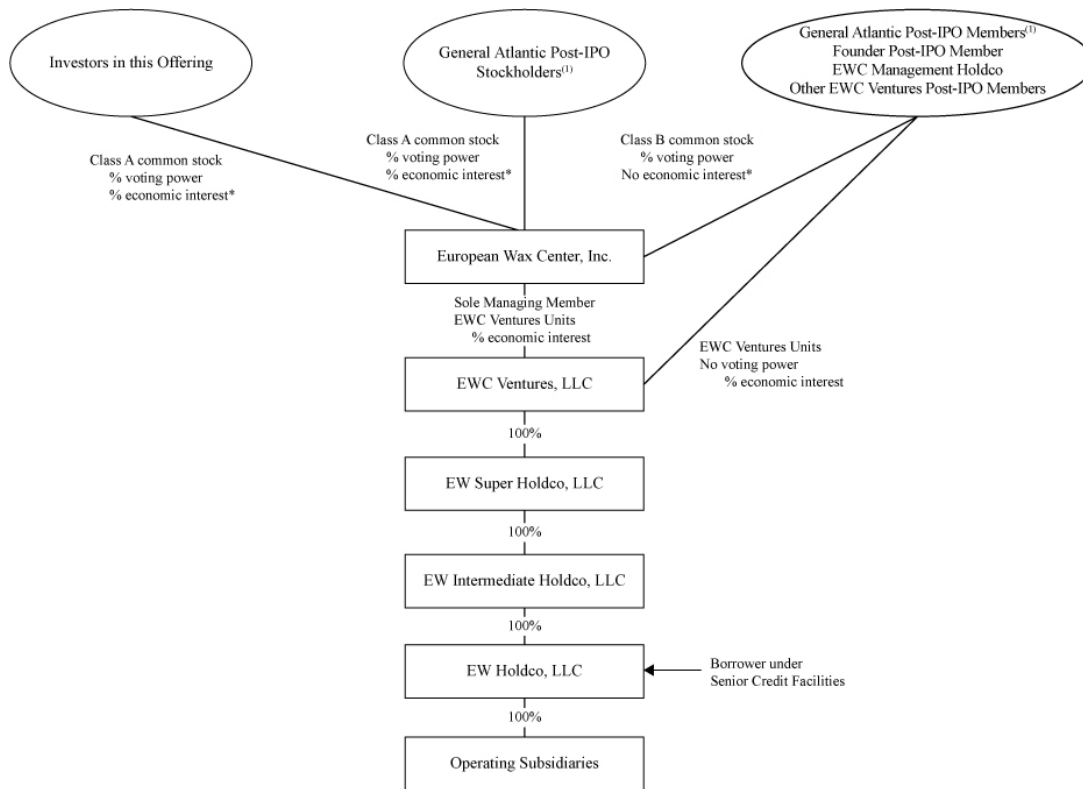 Investors in this Offering
General Atlantic Post-IPO
Stockholders(1)
General Atlantic Post-IPO Members(1)
Founder Post-IPO Member
EWC Management Holdco
Other EWC Ventures Post-IPO Members
Class A common stock
% voting power
% economic interest*
Class A common stock
% voting power
% economic interest*
Class B common stock
% voting power
No economic interest*
European Wax Center, Inc.
Sole Managing Member
EWC Ventures Units
% economic interest
EWC Ventures Units
No voting power
% economic interest
EWC Ventures, LLC
100%
EW Super Holdco, LLC
100%
EW Intermediate Holdco, LLC
100%
EW Holdco, LLC
Borrower under
Senior Credit Facilities
100%
Operating Subsidiaries